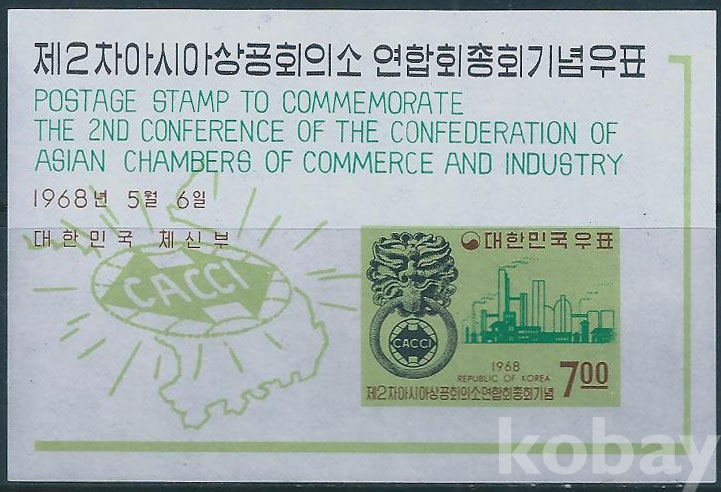 제2차아시아상공회의소 연합회총회기념우표
POSTAGE STAMP TO COMMEMORATE
THE 2ND CONFERENCE OF THE CONFEDERATION OF
ASIAN CHAMBERS OF COMMERCE AND INDUSTRY
1968년 5월 6일
대한민국 체신부
CACCI
대한민국우표
CACCI
1968
REPUBLIC OF KOREA
7.00
제2차아시아상공회의소연합회총회기념
kobay